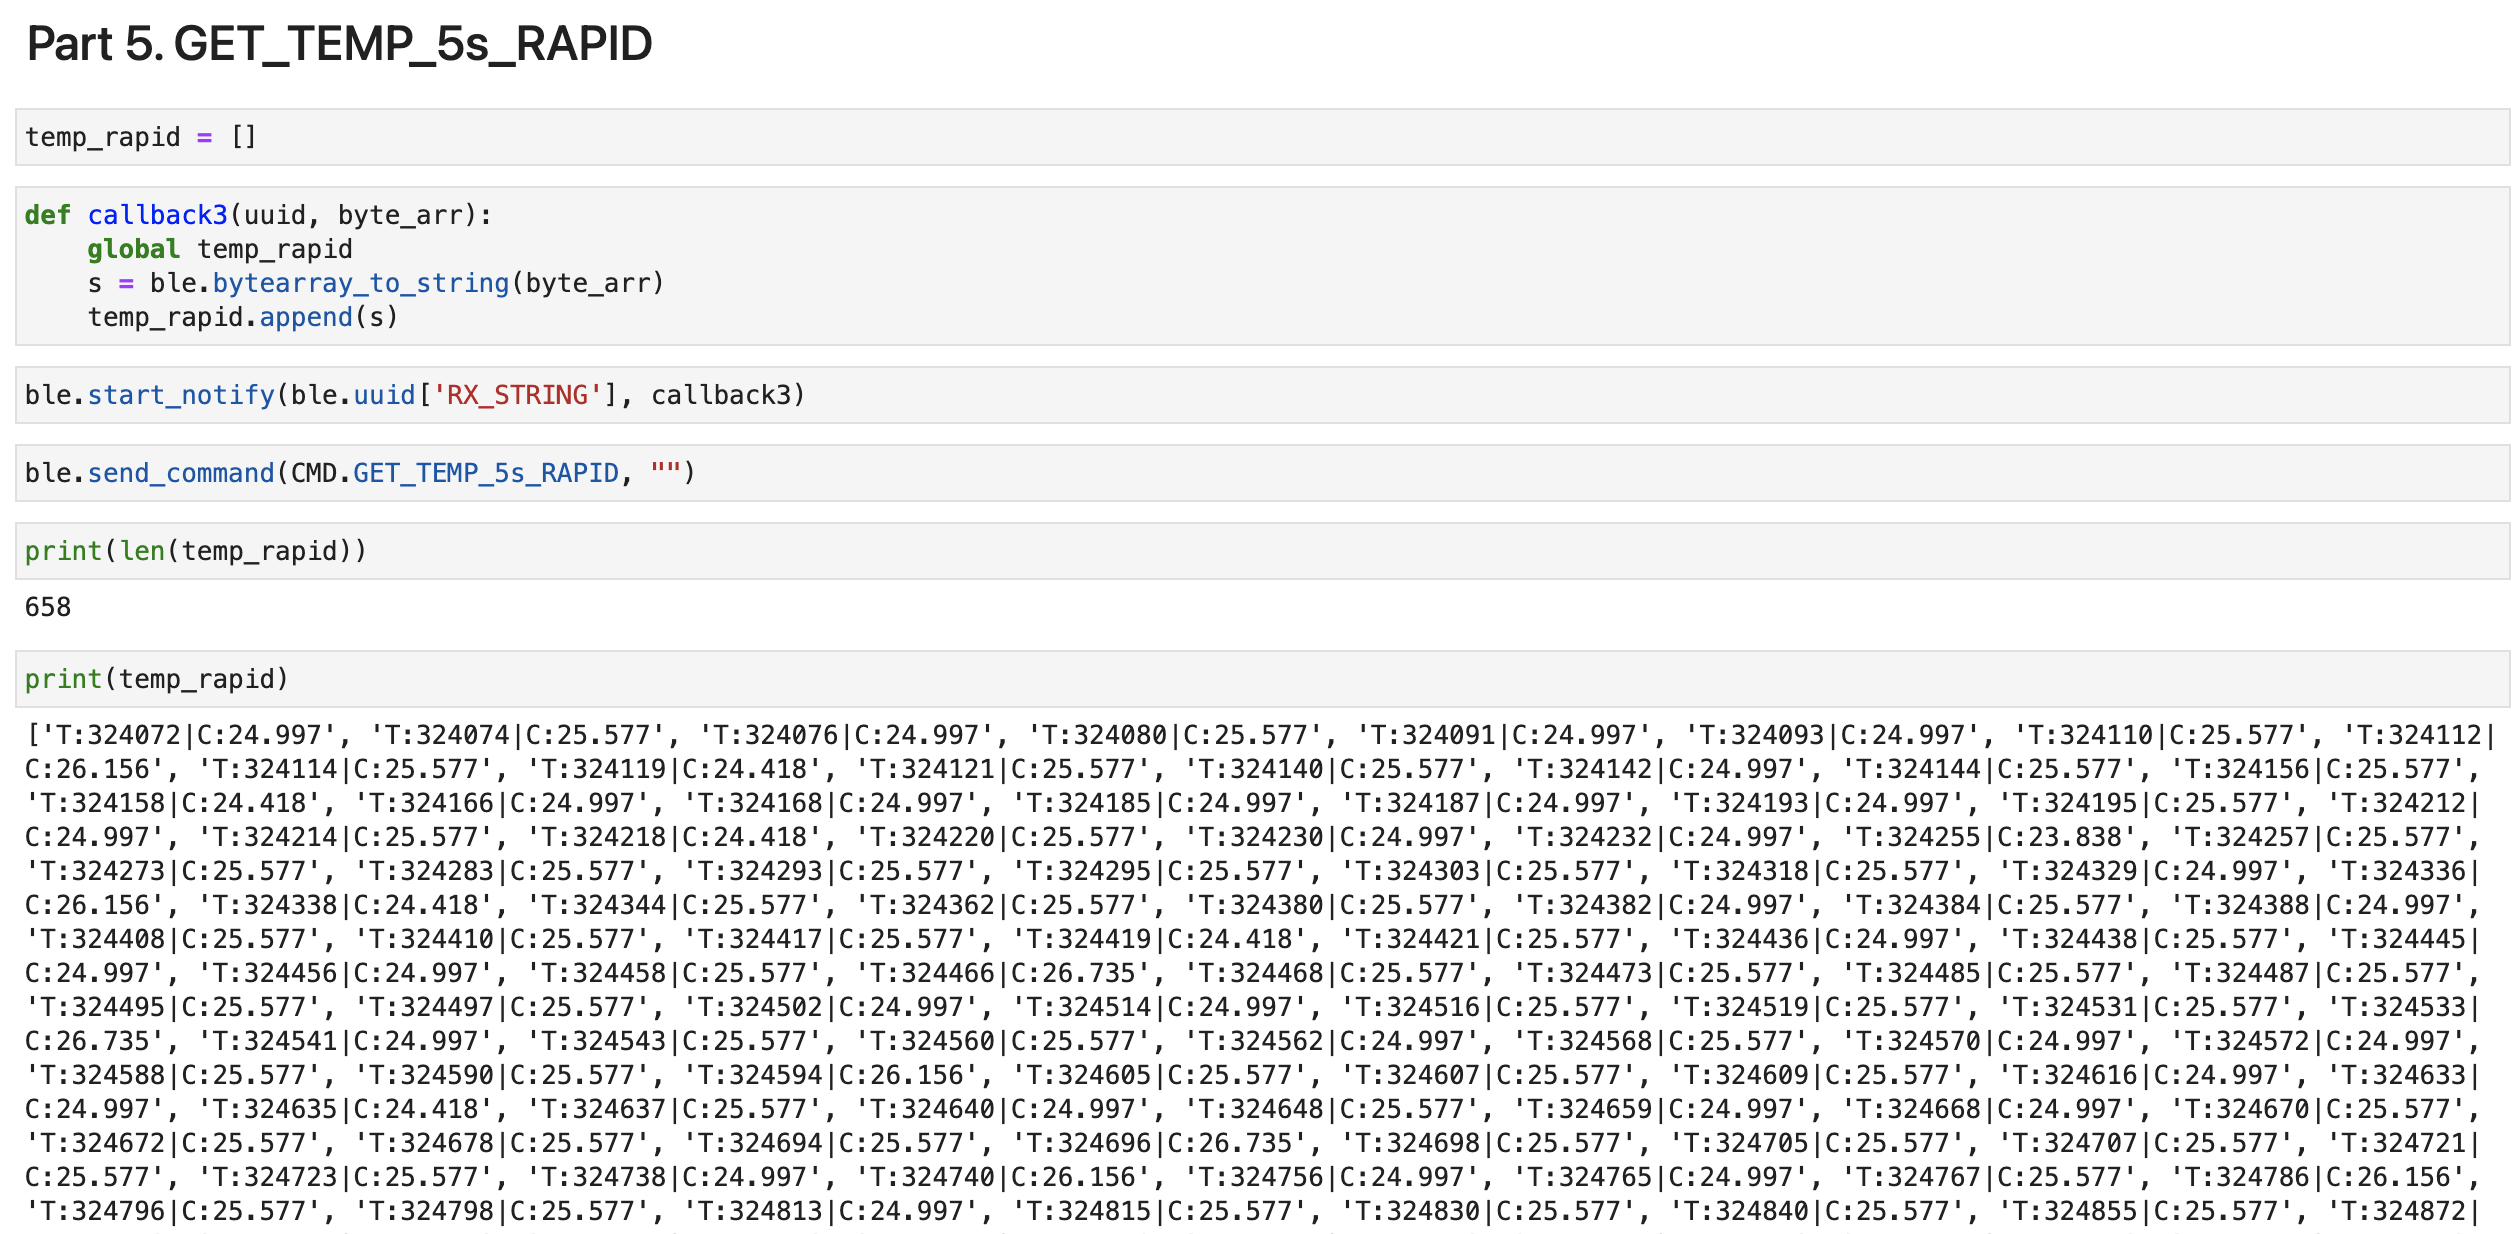 Part 5. GET_TEMP_5s_RAPID
temp_rapid = []
def callback3(uuid, byte_arr):
    global temp_rapid
    s = ble.bytearray_to_string(byte_arr)
    temp_rapid.append(s)
ble.start_notify(ble.uuid['RX_STRING'], callback3)
ble.send_command(CMD.GET_TEMP_5s_RAPID, "")
print(len(temp_rapid))
658
print(temp_rapid)
['T:324072|C:24.997', 'T:324074|C:25.577', 'T:324076|C:24.997', 'T:324080|C:25.577', 'T:324091|C:24.997', 'T:324093|C:24.997', 'T:324110|C:25.577', 'T:324112|
C:26.156', 'T:324114|C:25.577', 'T:324119|C:24.418', 'T:324121|C:25.577', 'T:324140|C:25.577', 'T:324142|C:24.997', 'T:324144|C:25.577', 'T:324156|C:25.577',
'T:324158|C:24.418', 'T:324166|C:24.997', 'T:324168|C:24.997', 'T:324185|C:24.997', 'T:324187|C:24.997', 'T:324193|C:24.997', 'T:324195|C:25.577', 'T:324212|
C:24.997', 'T:324214|C:25.577', 'T:324218|C:24.418', 'T:324220|C:25.577', 'T:324230|C:24.997', 'T:324232|C:24.997', 'T:324255|C:23.838', 'T:324257|C:25.577',
'T:324273|C:25.577', 'T:324283|C:25.577', 'T:324293|C:25.577', 'T:324295|C:25.577', 'T:324303|C:25.577', 'T:324318|C:25.577', 'T:324329|C:24.997', 'T:324336|
C:26.156', 'T:324338|C:24.418', 'T:324344|C:25.577', 'T:324362|C:25.577', 'T:324380|C:25.577', 'T:324382|C:24.997', 'T:324384|C:25.577', 'T:324388|C:24.997',
'T:324408|C:25.577', 'T:324410|C:25.577', 'T:324417|C:25.577', 'T:324419|C:24.418', 'T:324421|C:25.577', 'T:324436|C:24.997', 'T:324438|C:25.577', 'T:324445|
C:24.997', 'T:324456|C:24.997', 'T:324458|C:25.577', 'T:324466|C:26.735', 'T:324468|C:25.577', 'T:324473|C:25.577', 'T:324485|C:25.577', 'T:324487|C:25.577',
'T:324495|C:25.577', 'T:324497|C:25.577', 'T:324502|C:24.997', 'T:324514|C:24.997', 'T:324516|C:25.577', 'T:324519|C:25.577', 'T:324531|C:25.577', 'T:324533|
C:26.735', 'T:324541|C:24.997', 'T:324543|C:25.577', 'T:324560|C:25.577', 'T:324562|C:24.997', 'T:324568|C:25.577', 'T:324570|C:24.997', 'T:324572|C:24.997',
'T:324588|C:25.577', 'T:324590|C:25.577', 'T:324594|C:26.156', 'T:324605|C:25.577', 'T:324607|C:25.577', 'T:324609|C:25.577', 'T:324616|C:24.997', 'T:324633|
C:24.997', 'T:324635|C:24.418', 'T:324637|C:25.577', 'T:324640|C:24.997', 'T:324648|C:25.577', 'T:324659|C:24.997', 'T:324668|C:24.997', 'T:324670|C:25.577',
'T:324672|C:25.577', 'T:324678|C:25.577', 'T:324694|C:25.577', 'T:324696|C:26.735', 'T:324698|C:25.577', 'T:324705|C:25.577', 'T:324707|C:25.577', 'T:324721|
C:25.577', 'T:324723|C:25.577', 'T:324738|C:24.997', 'T:324740|C:26.156', 'T:324756|C:24.997', 'T:324765|C:24.997', 'T:324767|C:25.577', 'T:324786|C:26.156',
'T:324796|C:25.577', 'T:324798|C:25.577', 'T:324813|C:24.997', 'T:324815|C:25.577', 'T:324830|C:25.577', 'T:324840|C:25.577', 'T:324855|C:25.577', 'T:324872|